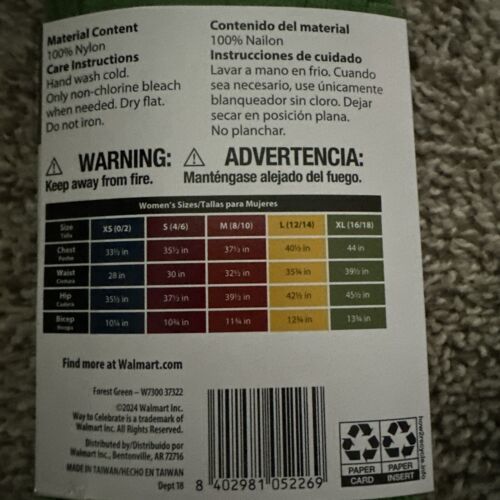 Material Content
100% Nylon
Care Instructions
Hand wash cold.
Only non-chlorine bleach
when needed. Dry flat.
Do not iron.
Contenido del material
100% Nailon
Instrucciones de cuidado
Lavar a mano en frio. Cuando
sea necesario, use únicamente
blanqueador sin cloro. Dejar
secar en posición plana.
No planchar.
WARNING:
Keep away from fire.
ADVERTENCIA:
Manténgase alejado del fuego.
Women's Sizes/Tallas para Mujeres
Size XS (0/2) S (4/6) M (8/10) L (12/14) XL (16/18)
Talla
Chest 33½ in 35½ in 37½ in 40½ in 44 in
Pecho
Waist 28 in 30 in 32½ in 35¾ in 39½ in
Cintura
Hip 35½ in 37½ in 39½ in 42½ in 45½ in
Cadera
Bicep 10¼ in 10¾ in 11¾ in 12¾ in 13¾ in
Find more at Walmart.com
Forest Green – W7300 37322
©2024 Walmart Inc.
Way to Celebrate is a trademark of
Walmart Inc. All Rights Reserved.
Distributed by/Distribuido por
Walmart Inc., Bentonville, AR 72716
MADE IN TAIWAN/HECHO EN TAIWAN
Dept 18
8 402981 052269
PAPER
CARD
PAPER
INSERT
how2recycle.info